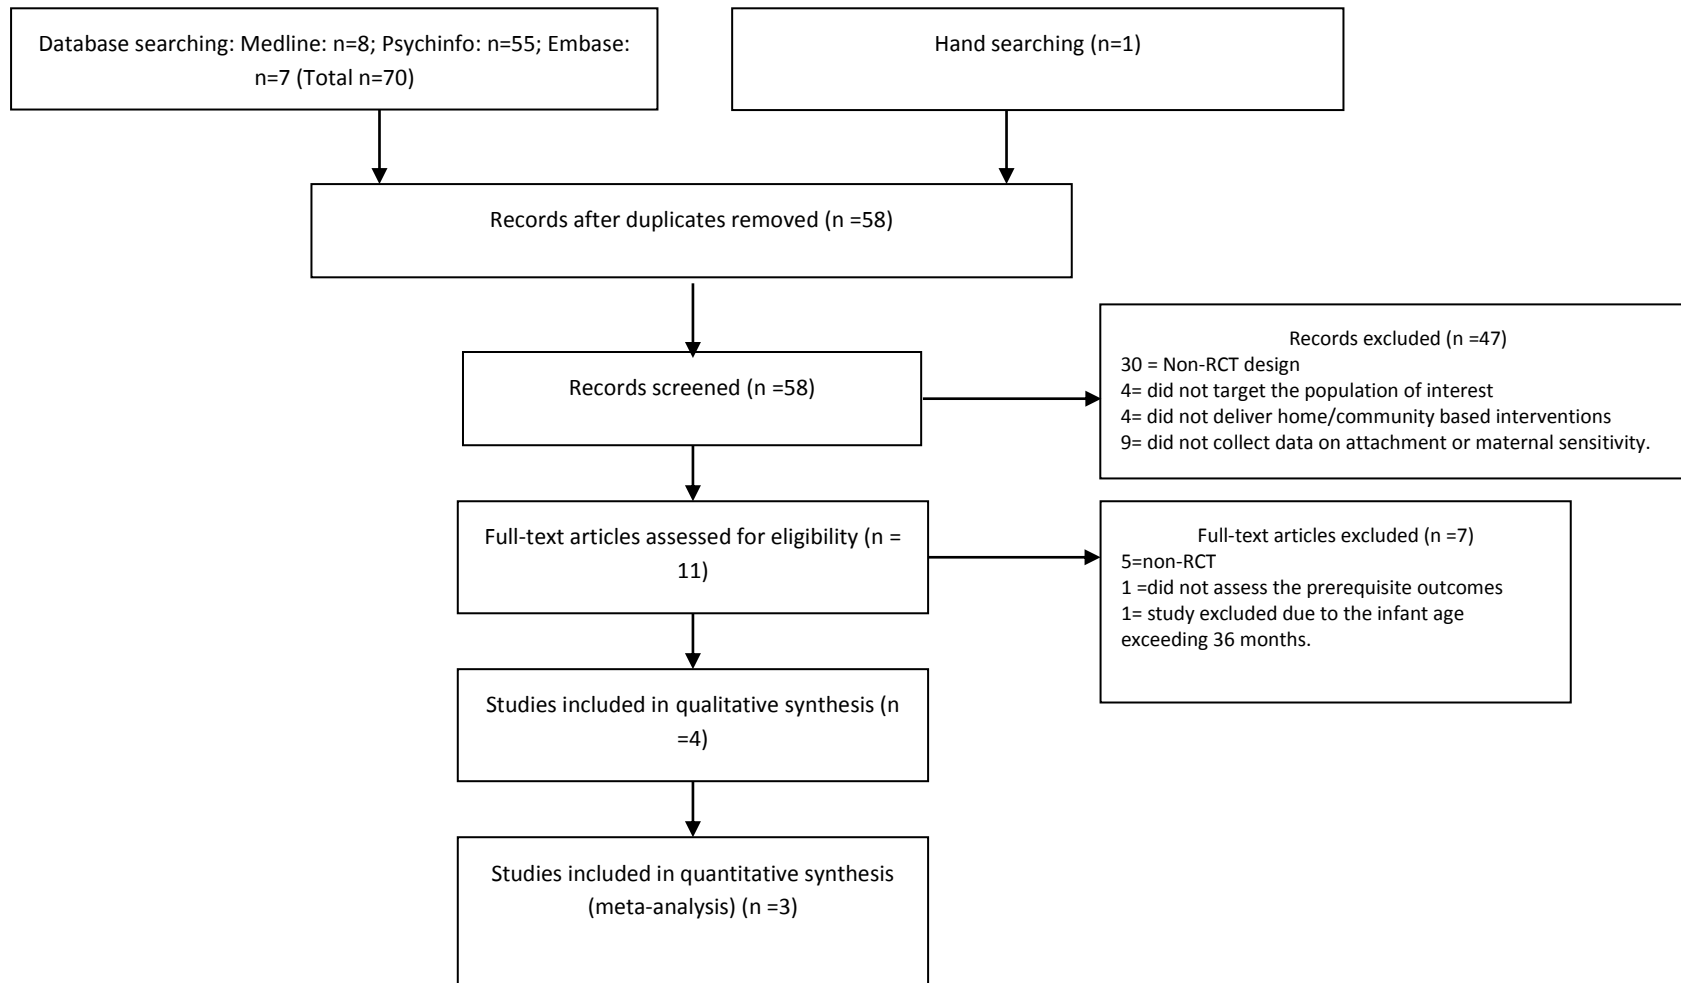 Database searching: Medline: n=8; Psychinfo: n=55; Embase:
n=7 (Total n=70)
Hand searching (n=1)
Records after duplicates removed (n =58)
Records screened (n =58)
Records excluded (n =47)
30 = Non-RCT design
4= did not target the population of interest
4= did not deliver home/community based interventions
9= did not collect data on attachment or maternal sensitivity.
Full-text articles assessed for eligibility (n =
11)
Full-text articles excluded (n =7)
5=non-RCT
1 =did not assess the prerequisite outcomes
1= study excluded due to the infant age
exceeding 36 months.
Studies included in qualitative synthesis (n
=4)
Studies included in quantitative synthesis
(meta-analysis) (n =3)